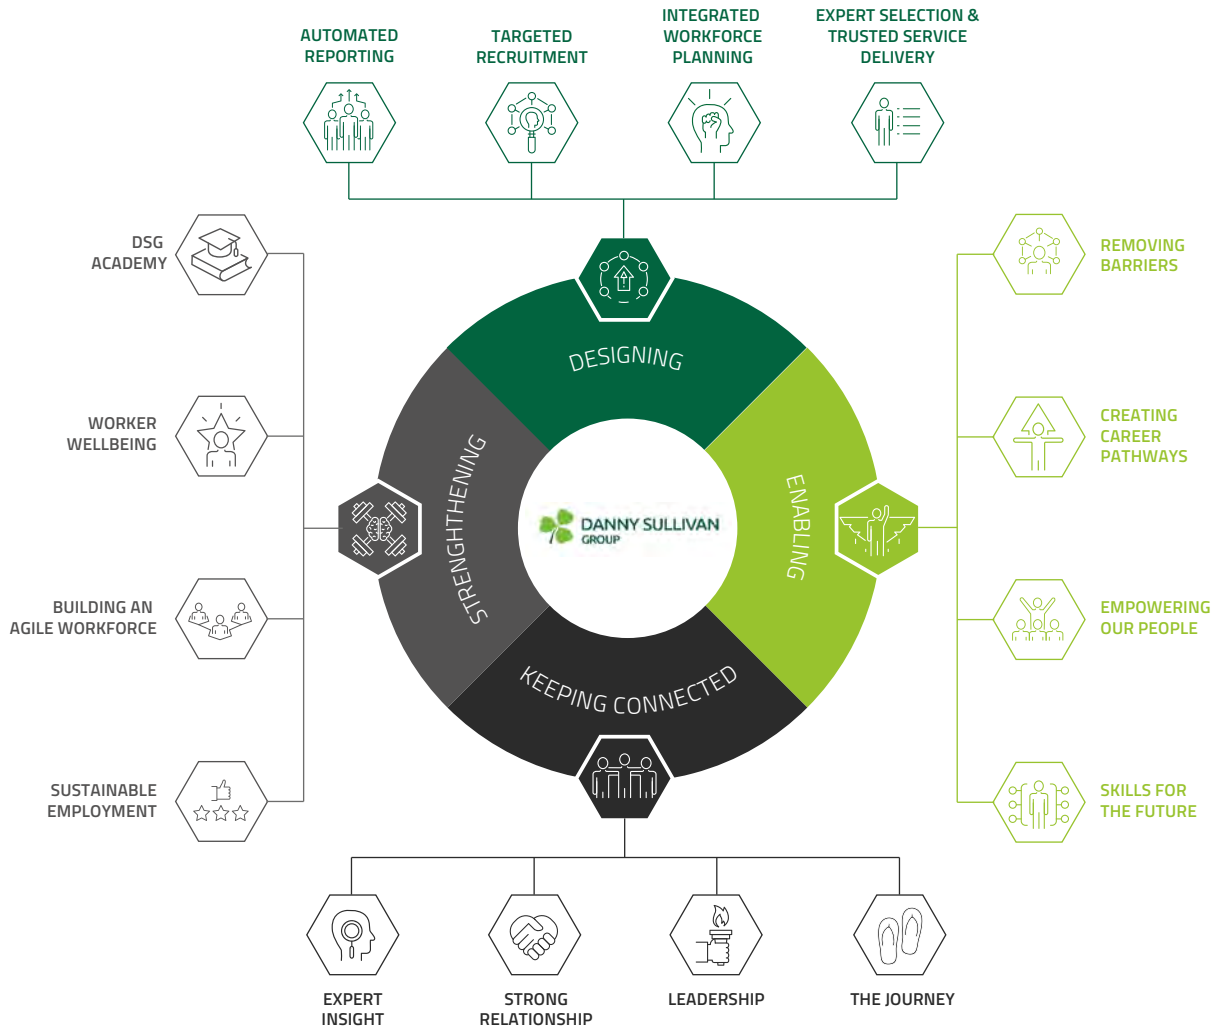 AUTOMATED
REPORTING
TARGETED
RECRUITMENT
INTEGRATED
WORKFORCE
PLANNING
EXPERT SELECTION &
TRUSTED SERVICE
DELIVERY
DSG
ACADEMY
WORKER
WELLBEING
BUILDING AN
AGILE WORKFORCE
SUSTAINABLE
EMPLOYMENT
DESIGNING
STRENGHTHENING
DANNY SULLIVAN
GROUP
ENABLING
KEEPING CONNECTED
REMOVING
BARRIERS
CREATING
CAREER
PATHWAYS
EMPOWERING
OUR PEOPLE
SKILLS FOR
THE FUTURE
EXPERT
INSIGHT
STRONG
RELATIONSHIP
LEADERSHIP
THE JOURNEY